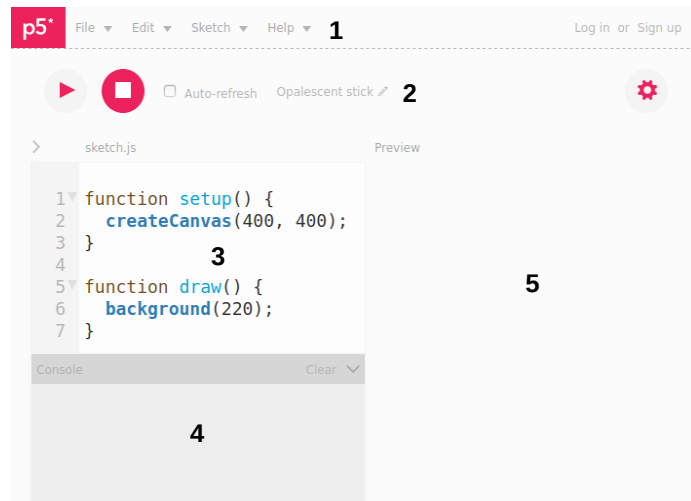 p5* File Edit Sketch Help 1 Log in or Sign up
Auto-refresh Opalescent stick 2
sketch.js Preview
1 function setup() {
2 createCanvas(400, 400);
3 }
3
4
5 function draw() {
5
6 background(220);
7 }
Console Clear
4